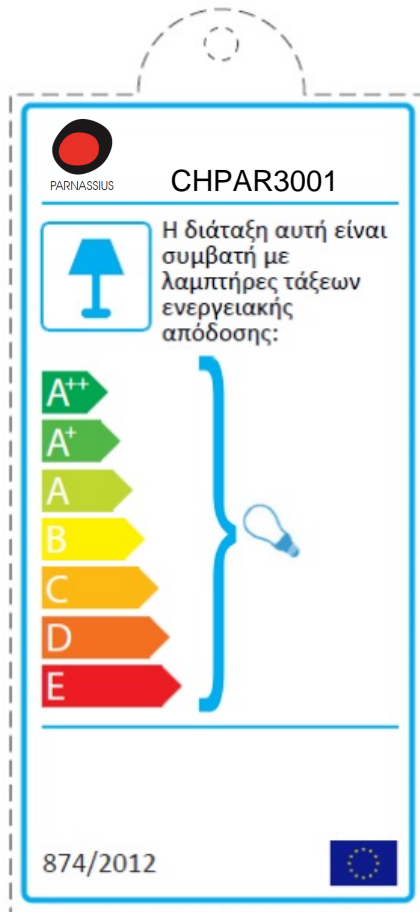 PARNASSIUS
CHPAR3001
Η διάταξη αυτή είναι
συμβατή με
λαμπτήρες τάξεων
ενεργειακής
απόδοσης:
A++
A+
A
B
C
D
E
874/2012